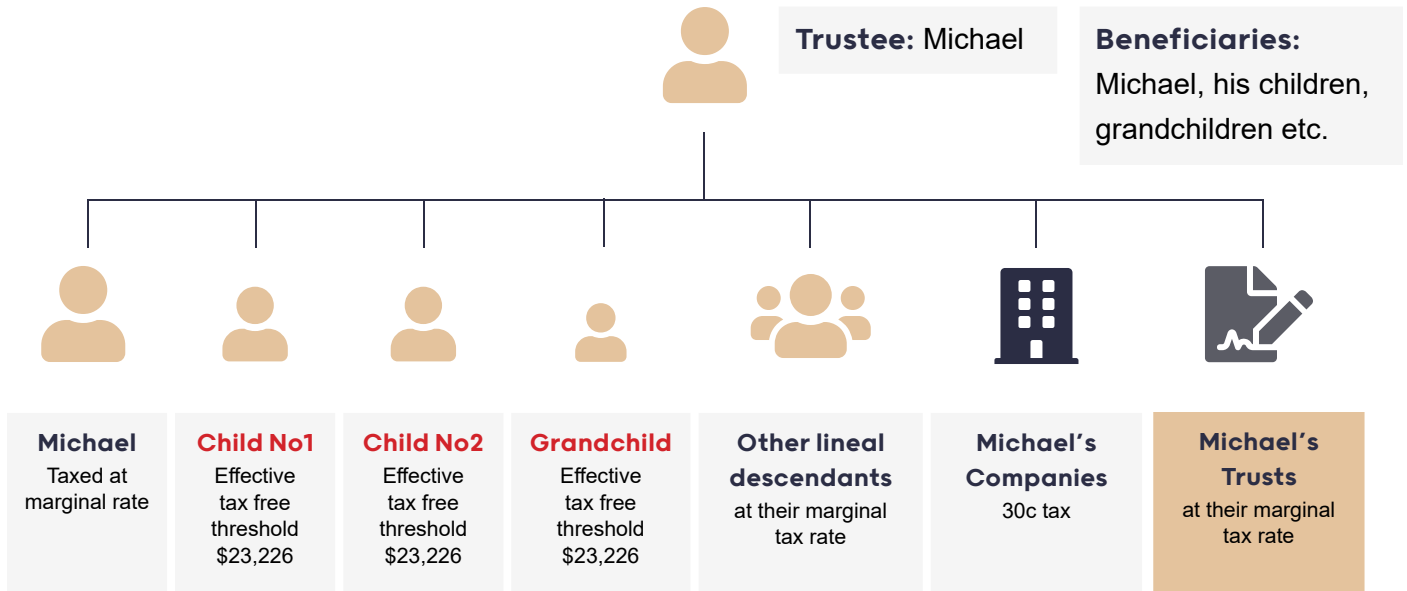 Trustee: Michael
Beneficiaries:
Michael, his children,
grandchildren etc.
Michael
Taxed at
marginal rate
Child No1
Effective
tax free
threshold
$23,226
Child No2
Effective
tax free
threshold
$23,226
Grandchild
Effective
tax free
threshold
$23,226
Other lineal
descendants
at their marginal
tax rate
Michael's
Companies
30c tax
Michael's
Trusts
at their marginal
tax rate